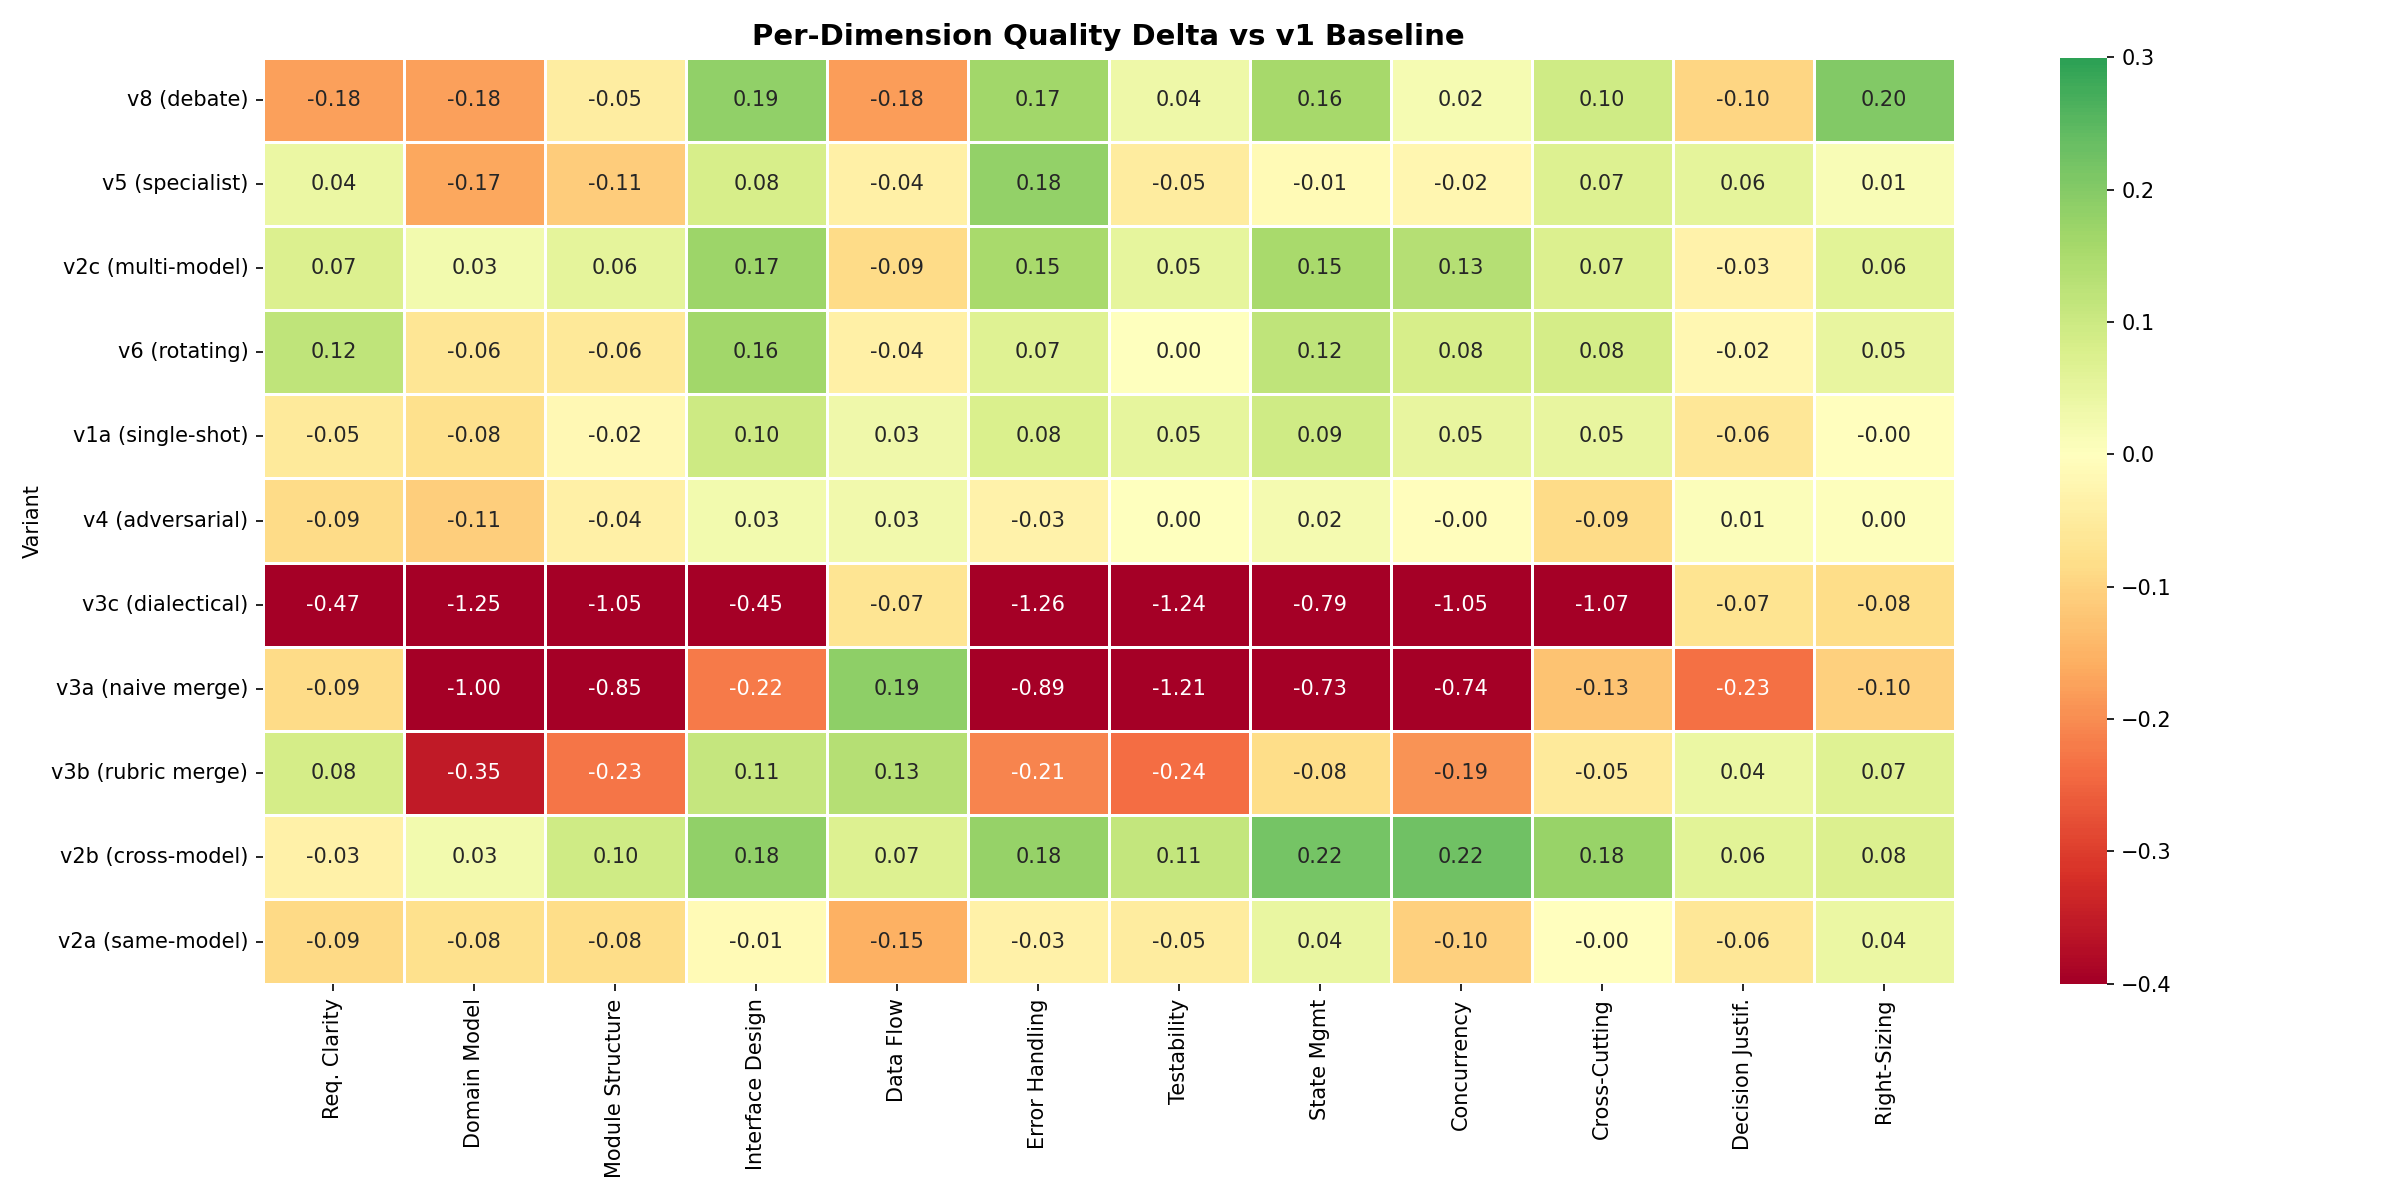 Per-Dimension Quality Delta vs v1 Baseline
Variant
v8 (debate) -0.18 -0.18 -0.05 0.19 -0.18 0.17 0.04 0.16 0.02 0.10 -0.10 0.20
v5 (specialist) 0.04 -0.17 -0.11 0.08 -0.04 0.18 -0.05 -0.01 -0.02 0.07 0.06 0.01
v2c (multi-model) 0.07 0.03 0.06 0.17 -0.09 0.15 0.05 0.15 0.13 0.07 -0.03 0.06
v6 (rotating) 0.12 -0.06 -0.06 0.16 -0.04 0.07 0.00 0.12 0.08 0.08 -0.02 0.05
v1a (single-shot) -0.05 -0.08 -0.02 0.10 0.03 0.08 0.05 0.09 0.05 0.05 -0.06 -0.00
v4 (adversarial) -0.09 -0.11 -0.04 0.03 0.03 -0.03 0.00 0.02 -0.00 -0.09 0.01 0.00
v3c (dialectical) -0.47 -1.25 -1.05 -0.45 -0.07 -1.26 -1.24 -0.79 -1.05 -1.07 -0.07 -0.08
v3a (naive merge) -0.09 -1.00 -0.85 -0.22 0.19 -0.89 -1.21 -0.73 -0.74 -0.13 -0.23 -0.10
v3b (rubric merge) 0.08 -0.35 -0.23 0.11 0.13 -0.21 -0.24 -0.08 -0.19 -0.05 0.04 0.07
v2b (cross-model) -0.03 0.03 0.10 0.18 0.07 0.18 0.11 0.22 0.22 0.18 0.06 0.08
v2a (same-model) -0.09 -0.08 -0.08 -0.01 -0.15 -0.03 -0.05 0.04 -0.10 -0.00 -0.06 0.04
Req. Clarity
Domain Model
Module Structure
Interface Design
Data Flow
Error Handling
Testability
State Mgmt
Concurrency
Cross-Cutting
Decision Justif.
Right-Sizing
0.3
0.2
0.1
0.0
−0.1
−0.2
−0.3
−0.4